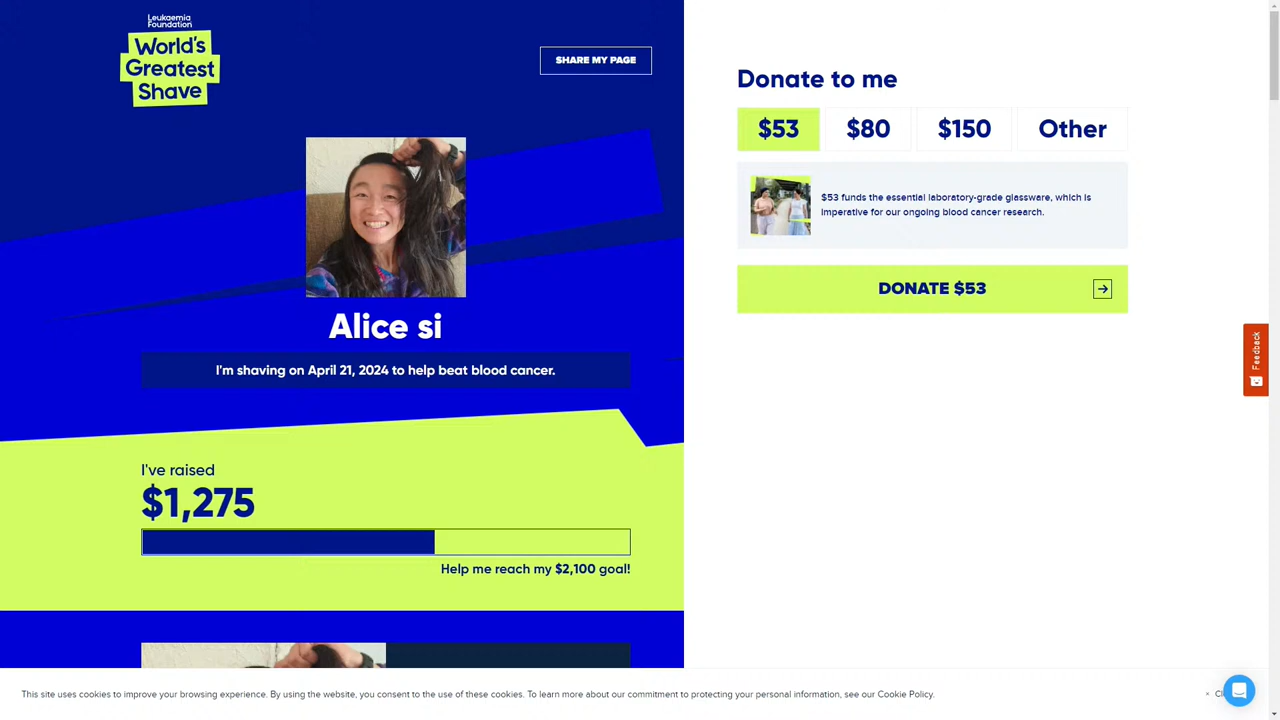 Leukaemia
Foundation
World's
Greatest
Shave
SHARE MY PAGE
Alice si
I'm shaving on April 21, 2024 to help beat blood cancer.
I've raised
$1,275
Help me reach my $2,100 goal!
Donate to me
$53 $80 $150 Other
$53 funds the essential laboratory-grade glassware, which is
imperative for our ongoing blood cancer research.
DONATE $53
Feedback
This site uses cookies to improve your browsing experience. By using the website, you consent to the use of these cookies. To learn more about our commitment to protecting your personal information, see our Cookie Policy.